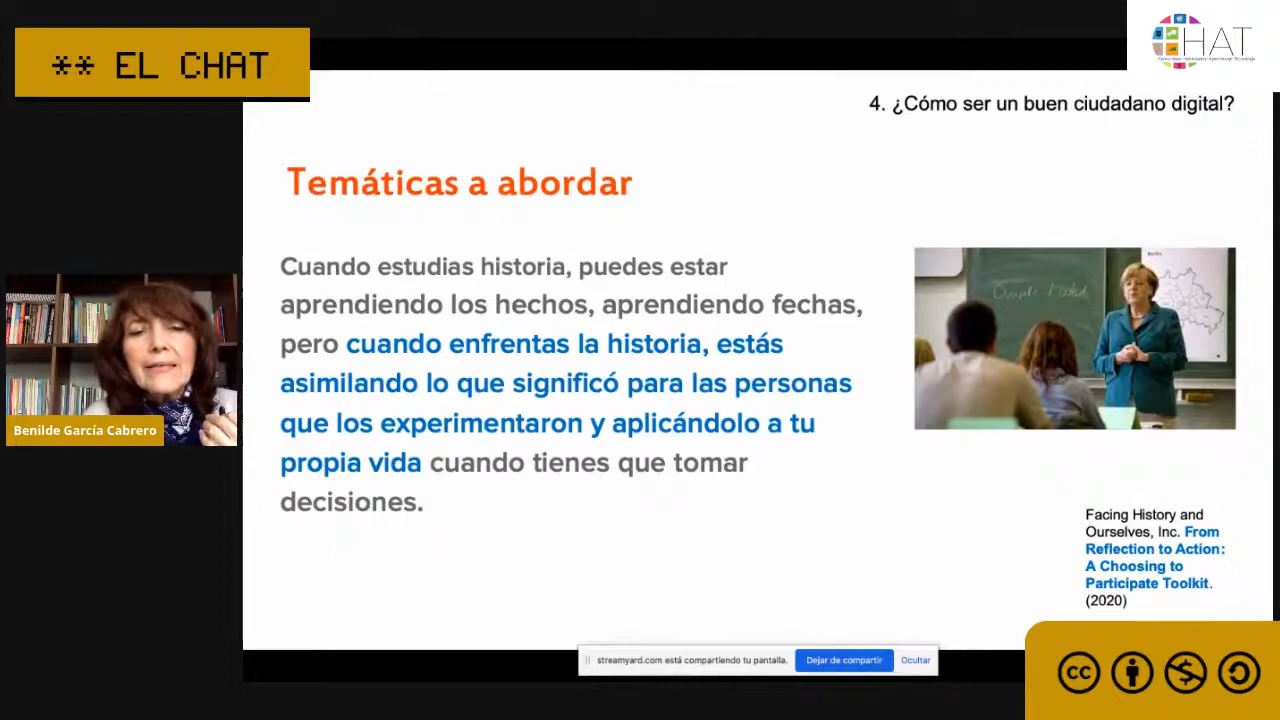 ** EL CHAT
HAT
4. ¿Cómo ser un buen ciudadano digital?
Temáticas a abordar
Cuando estudias historia, puedes estar
aprendiendo los hechos, aprendiendo fechas,
pero cuando enfrentas la historia, estás
asimilando lo que significó para las personas
que los experimentaron y aplicándolo a tu
propia vida cuando tienes que tomar
decisiones.
Benilde García Cabrero
Facing History and
Ourselves, Inc. From
Reflection to Action:
A Choosing to
Participate Toolkit.
(2020)
streamyard.com está compartiendo tu pantalla.
Dejar de compartir
Ocultar
cc